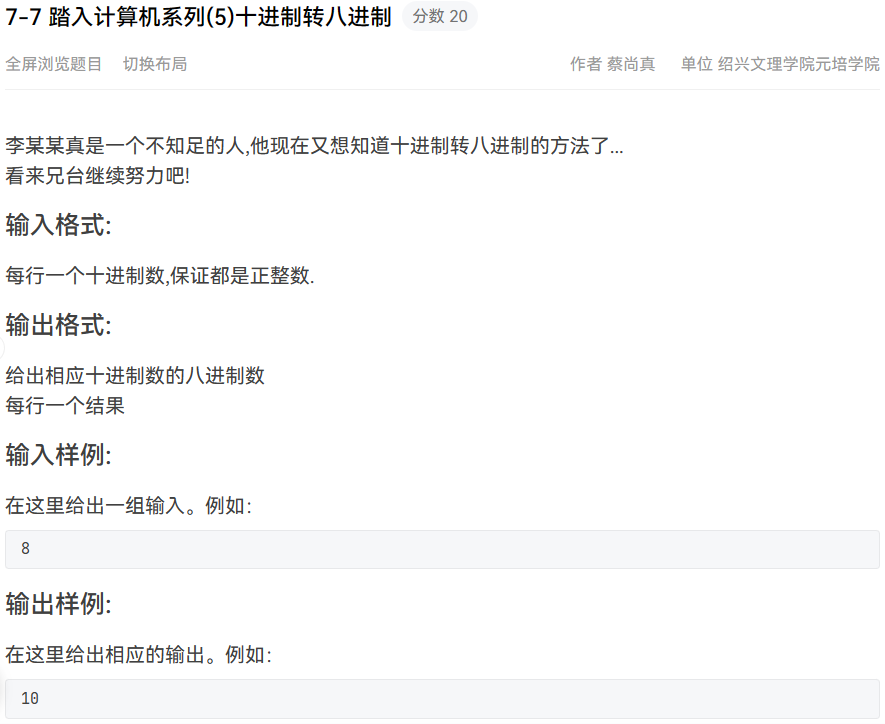 7-7 踏入计算机系列(5)十进制转八进制 分数 20
全屏浏览题目 切换布局 作者 蔡尚真 单位 绍兴文理学院元培学院
李某某真是一个不知足的人,他现在又想知道十进制转八进制的方法了...
看来兄台继续努力吧!
输入格式:
每行一个十进制数,保证都是正整数.
输出格式:
给出相应十进制数的八进制数
每行一个结果
输入样例:
在这里给出一组输入。例如：
8
输出样例:
在这里给出相应的输出。例如：
10